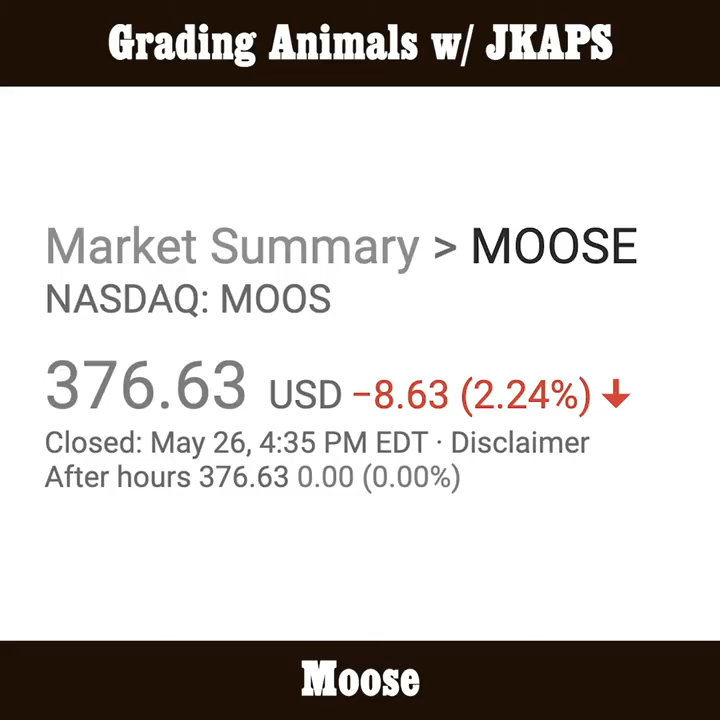 Grading Animals w/ JKAPS
Market Summary > MOOSE
NASDAQ: MOOS
376.63 USD −8.63 (2.24%) ↓
Closed: May 26, 4:35 PM EDT · Disclaimer
After hours 376.63 0.00 (0.00%)
Moose